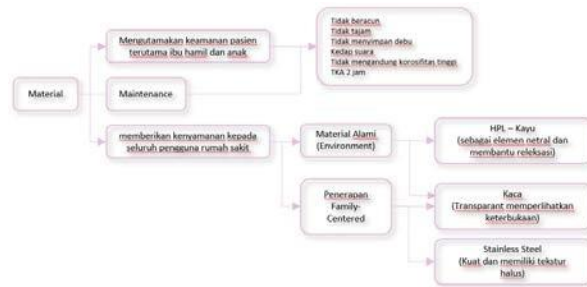 Material
Mengutamakan keamanan pasien
terutama ibu hamil dan anak
Maintenance
memberikan kenyamanan kepada
seluruh pengguna rumah sakit
Tidak beracun
Tidak tajam
Tidak menyimpan debu
Kedap suara
Tidak mengandung korosifitas tinggi
TKA 2 jam
Material Alami
(Environment)
Penerapan
Family-
Centered
HPL – Kayu
(sebagai elemen netral dan
membantu releksasi)
Kaca
(Transparant memperlihatkan
keterbukaan)
Stainless Steel
(Kuat dan memiliki tekstur
halus)